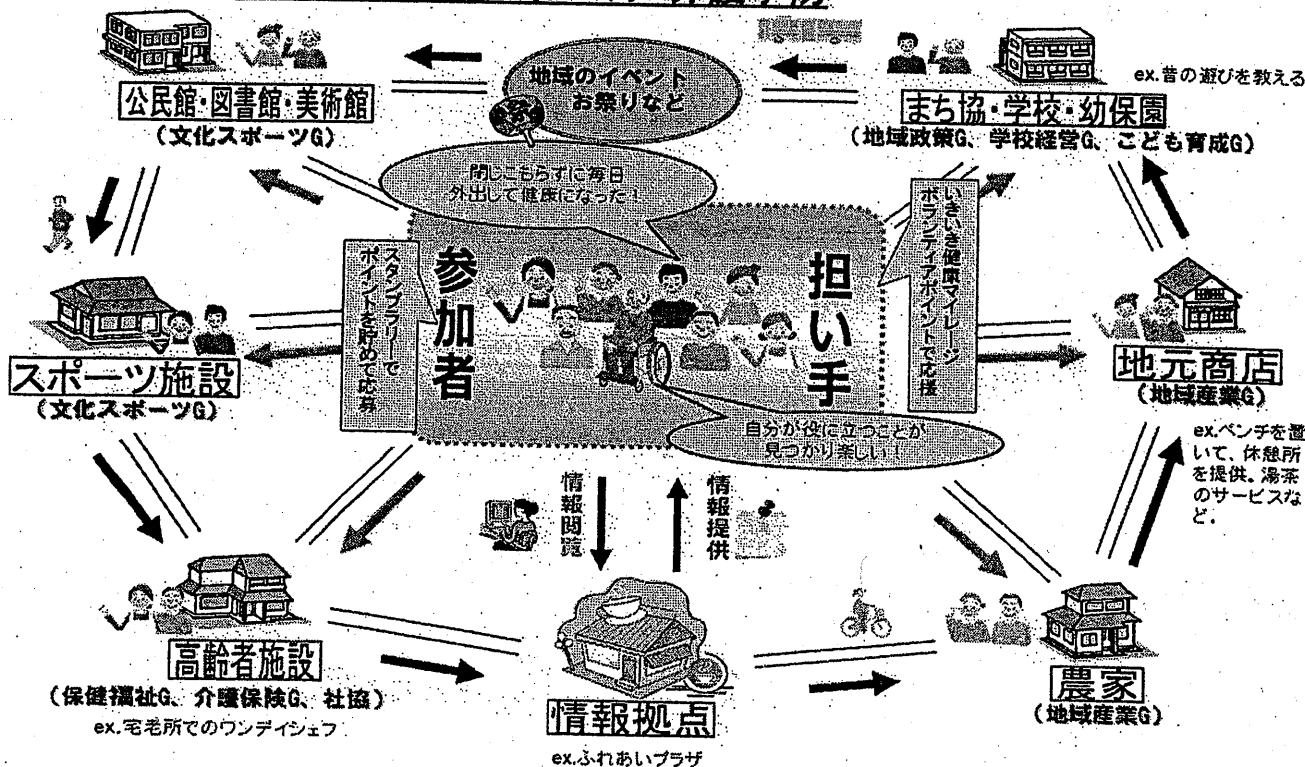 地域のイベント
お祭りなど
公民館・図書館・美術館
(文化スポーツG)
ex.昔の遊びを教える
まち協・学校・幼保園
(地域政策G、学校経営G、こども育成G)
閉じこもらずに毎日
外出して健康になった!
スタンプラリーで
ポイントを貯めて応募
参加者
担い手
いきいき健康マイレージ
ボランティアポイントで応援
スポーツ施設
(文化スポーツG)
地元商店
(地域産業G)
ex.ベンチを置
いて、休憩所
を提供。湯茶
のサービスな
ど.
自分が役に立つことが
見つかり楽しい!
情報閲覧
情報提供
高齢者施設
(保健福祉G、介護保険G、社協)
ex.宅老所でのワンデイシェフ
情報拠点
ex.ふれあいプラザ
農家
(地域産業G)